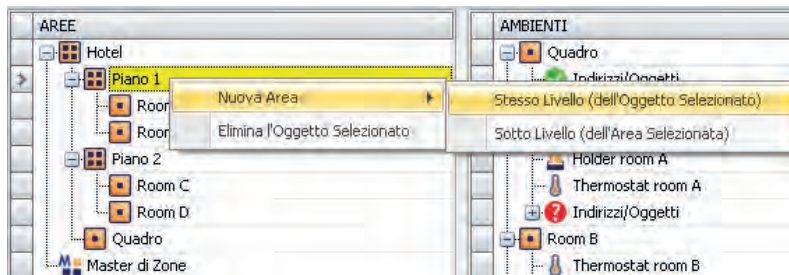 AREE
Hotel
Piano 1
Room
Room
Piano 2
Room C
Room D
Quadro
Master di Zone
Nuova Area
Elimina l'Oggetto Selezionato
Stesso Livello (dell'Oggetto Selezionato)
Sotto Livello (dell'Area Selezionata)
AMBIENTI
Quadro
Indirizzi/Oggetti
Holder room A
Thermostat room A
Indirizzi/Oggetti
Room B
Thermostat room B